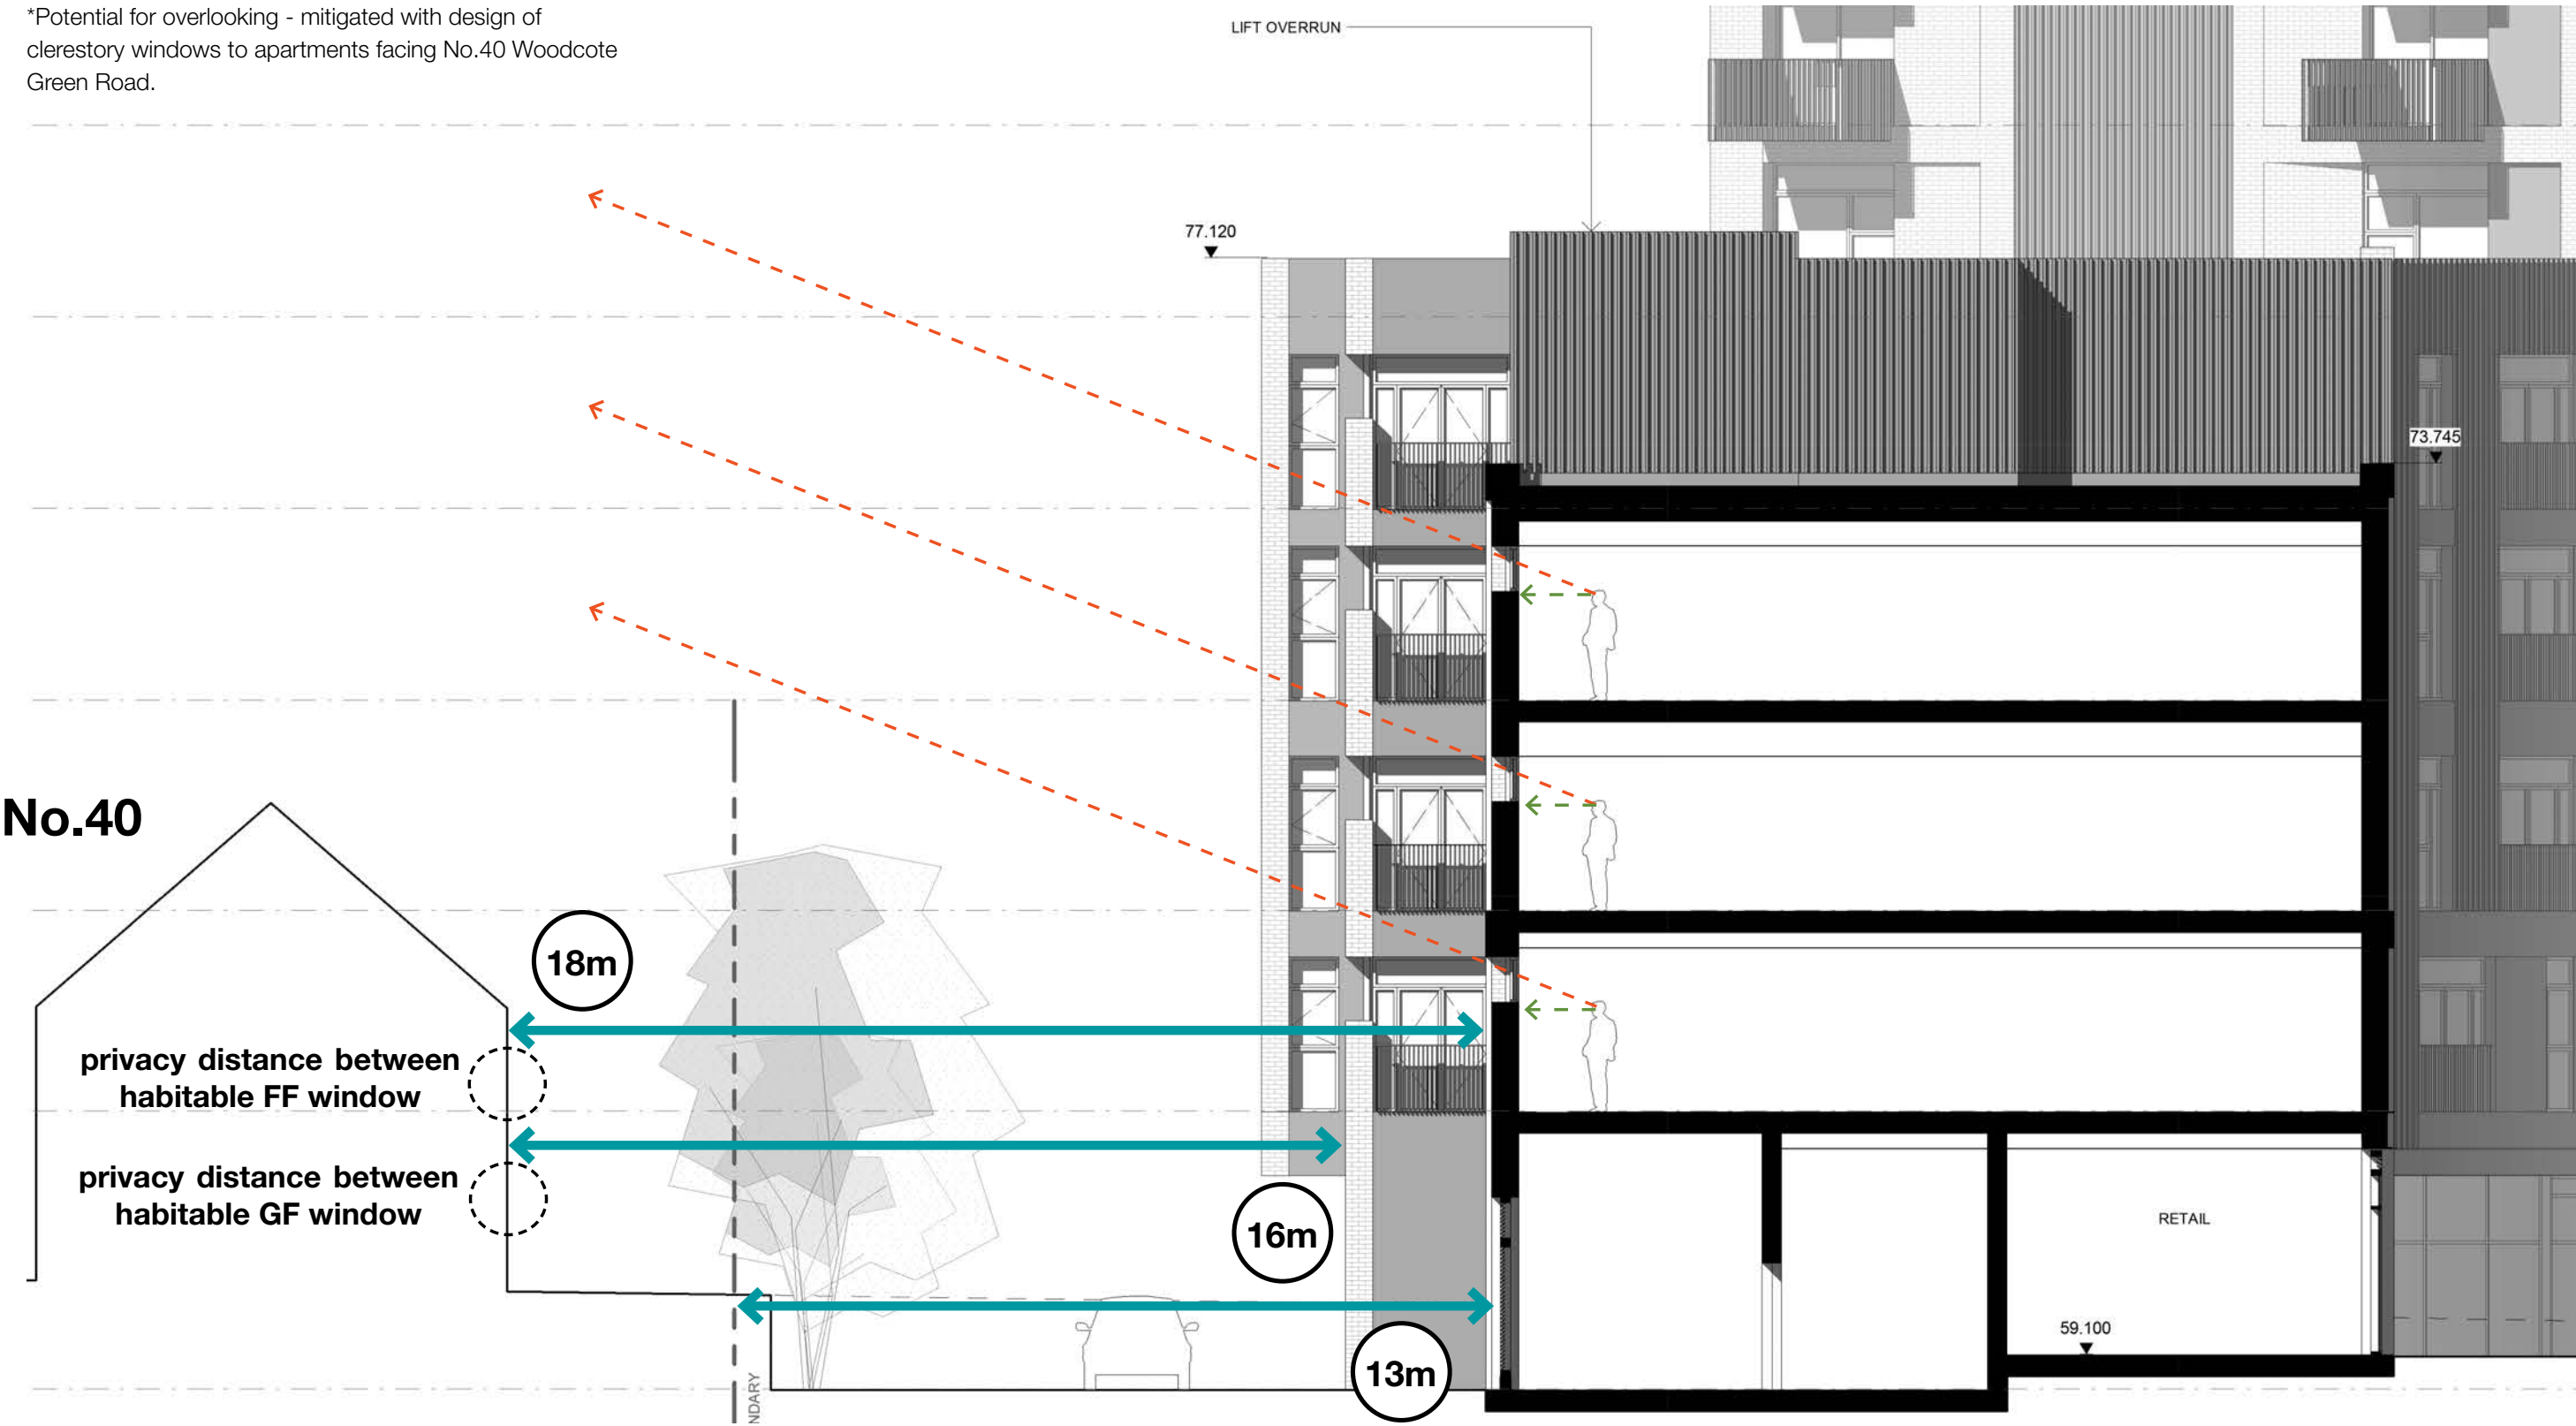 *Potential for overlooking - mitigated with design of
clerestory windows to apartments facing No.40 Woodcote
Green Road.
LIFT OVERRUN
77.120
73.745
No.40
18m
privacy distance between
habitable FF window
privacy distance between
habitable GF window
16m
RETAIL
59.100
13m
NDARY